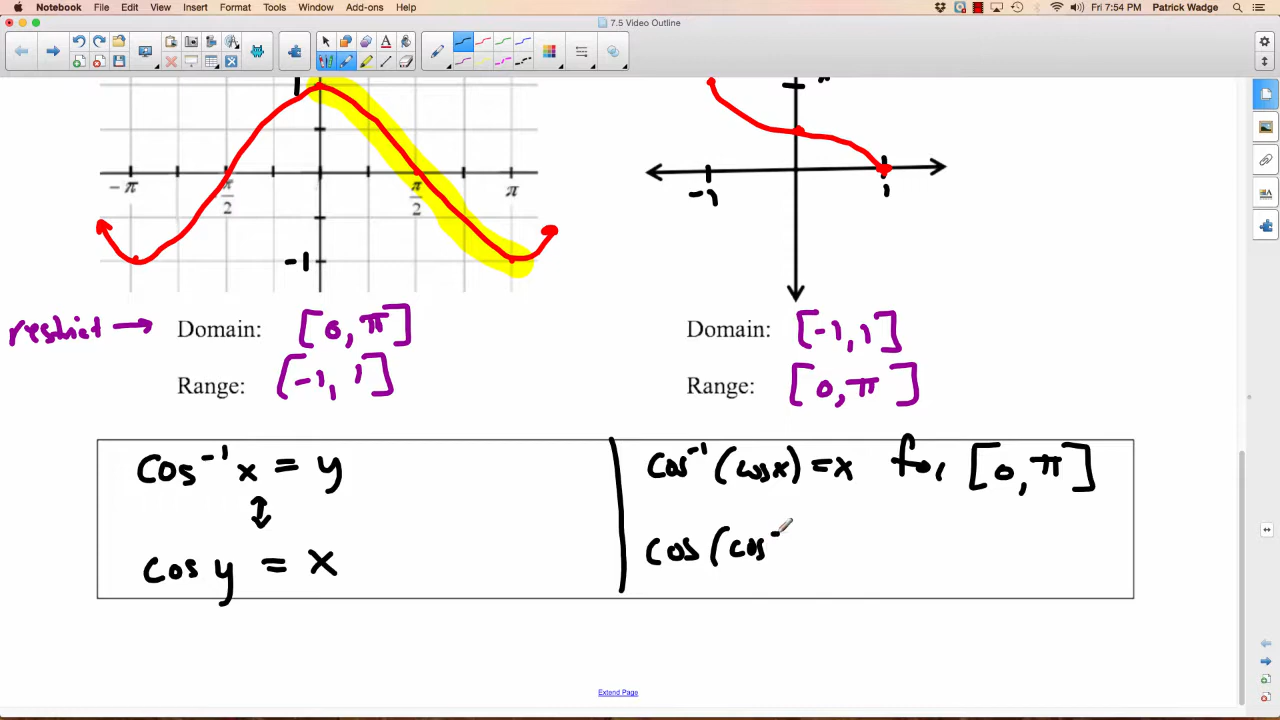 Notebook File Edit View Insert Format Tools Window Add-ons Help Fri 7:54 PM Patrick Wadge
7.5 Video Outline
1
-π π/2 π/2 π
-1
-1 1
restrict → Domain: [0, π]
Range: [-1, 1]
Domain: [-1, 1]
Range: [0, π]
cos⁻¹ x = y
↕
cos y = x
cos⁻¹(cos x) = x for [0, π]
cos(cos⁻
Extend Page